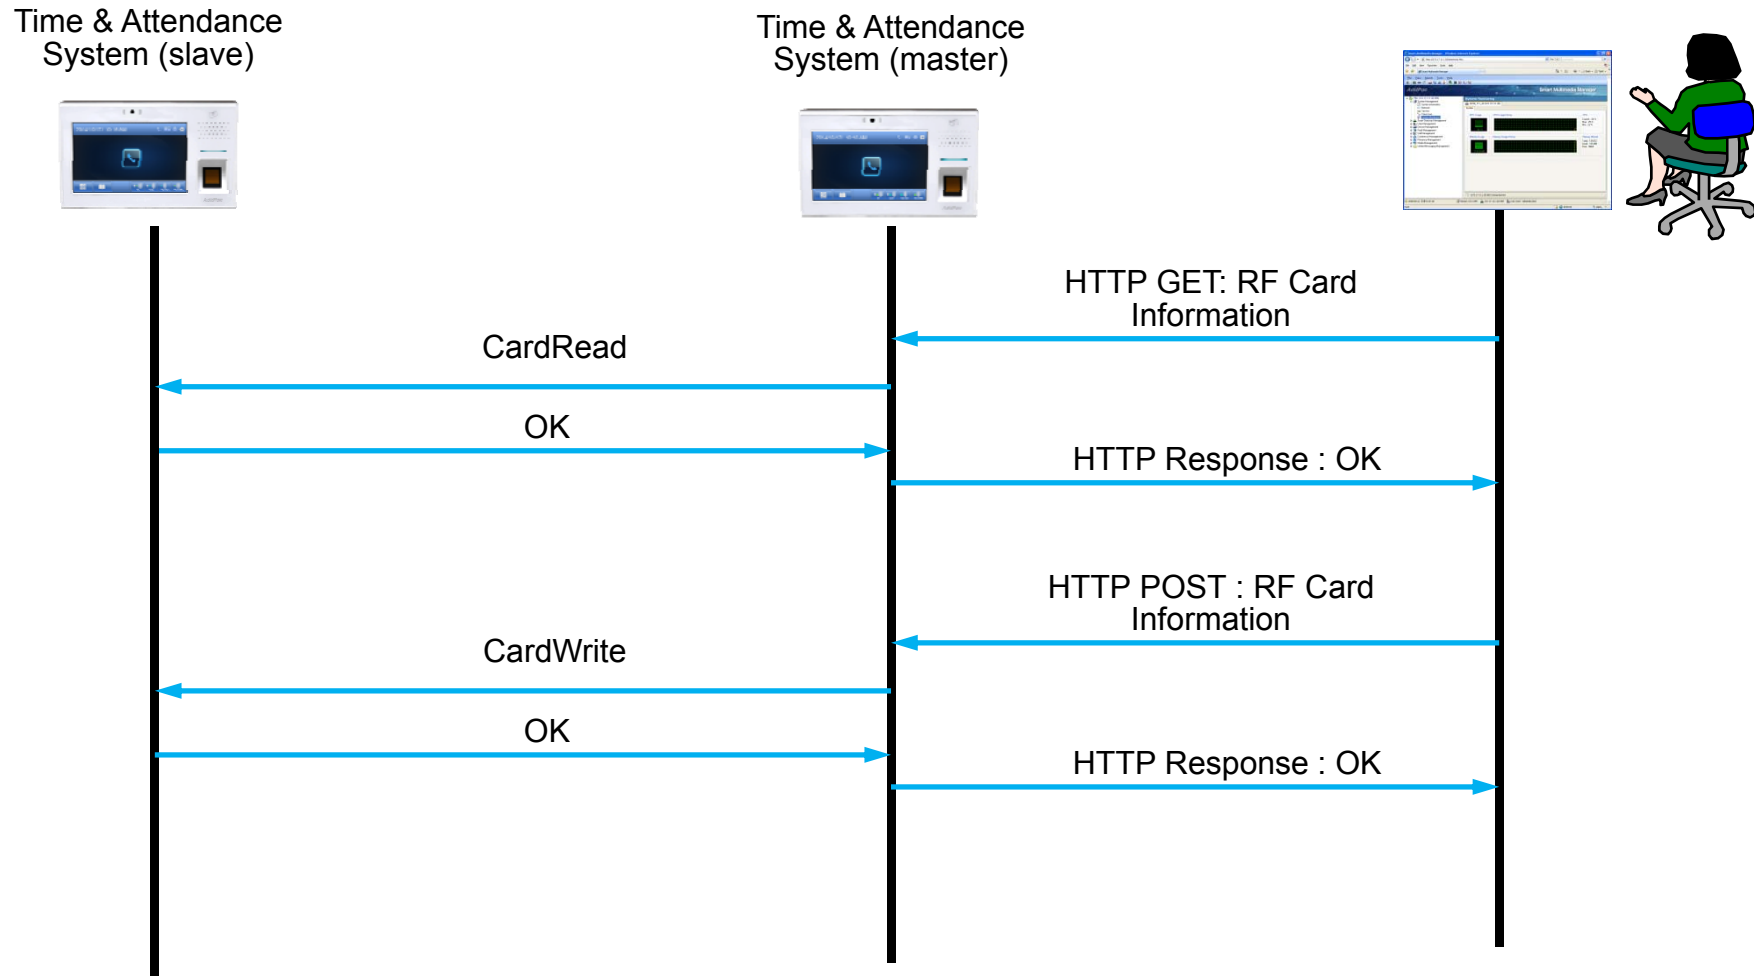 Time & Attendance
System (slave)
Time & Attendance
System (master)
HTTP GET: RF Card
Information
CardRead
OK
HTTP Response : OK
HTTP POST : RF Card
Information
CardWrite
OK
HTTP Response : OK